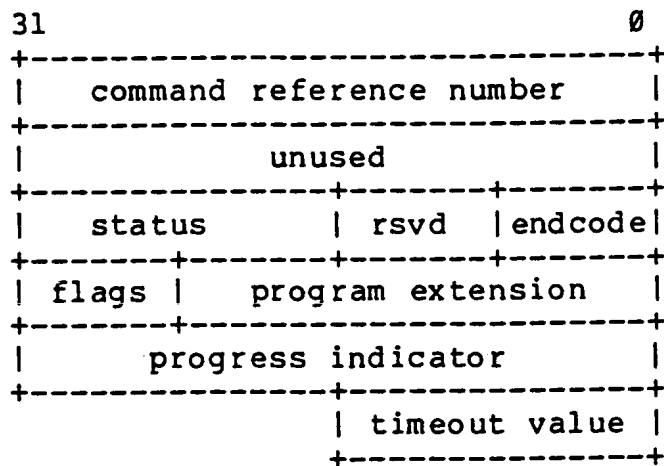 31 0
command reference number
unused
status | rsvd | endcode
flags | program extension
progress indicator
timeout value